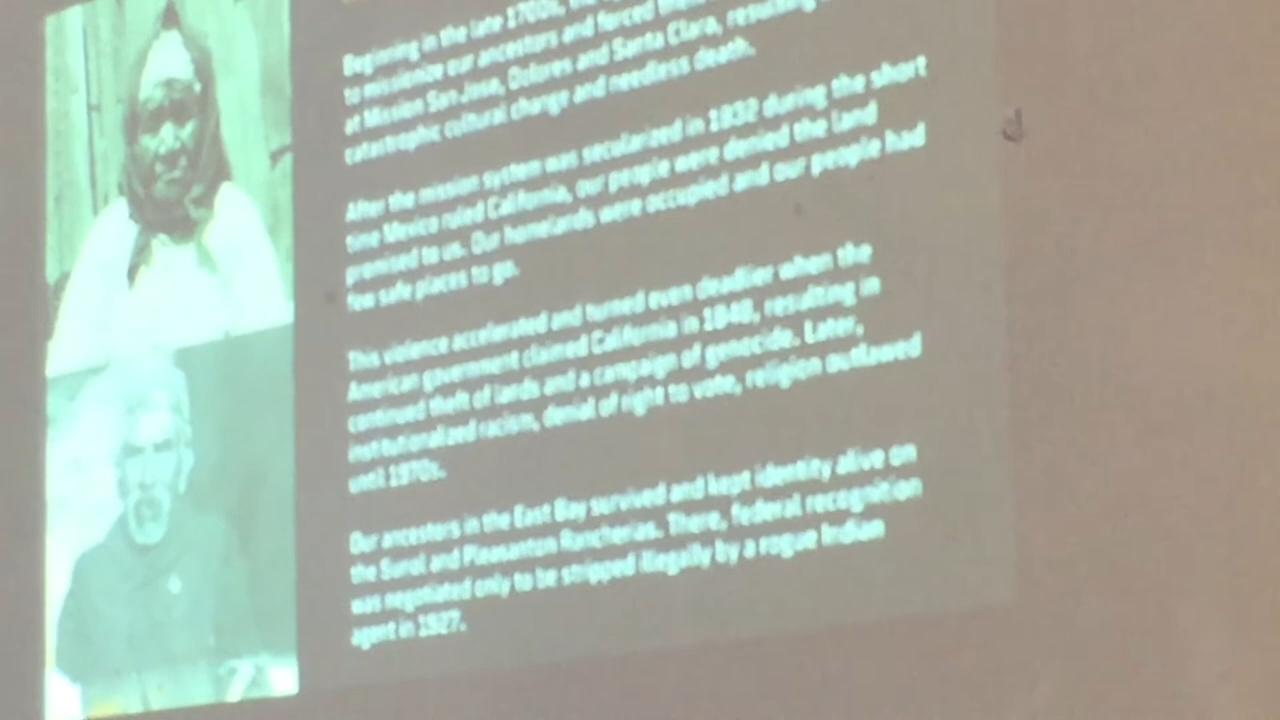 Beginning in the late 1700s, the
to missionize our ancestors and forced
at Mission San Jose, Dolores and Santa Clara, resulting
catastrophic cultural change and needless death.
After the mission system was secularized in 1832 during the short
time Mexico ruled California, our people were denied the land
promised to us. Our homelands were occupied and our people had
few safe places to go.
This violence accelerated and turned even deadlier when the
American government claimed California in 1848, resulting in
continued theft of lands and a campaign of genocide. Later,
institutionalized racism, denial of right to vote, religion outlawed
until 1970s.
Our ancestors in the East Bay survived and kept identity alive on
the Sunol and Pleasanton Rancherias. There, federal recognition
was negotiated only to be stripped illegally by a rogue Indian
agent in 1927.